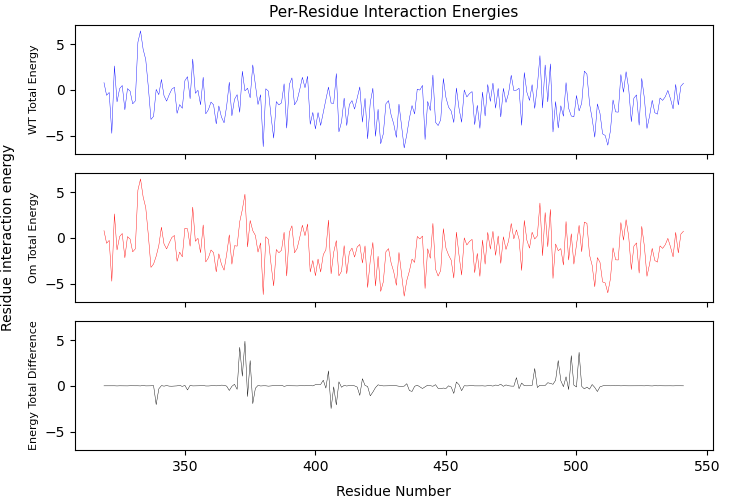 Per-Residue Interaction Energies
Residue interaction energy
WT Total Energy
5
0
−5
Om Total Energy
5
0
−5
Energy Total Difference
5
0
−5
350
400
450
500
550
Residue Number